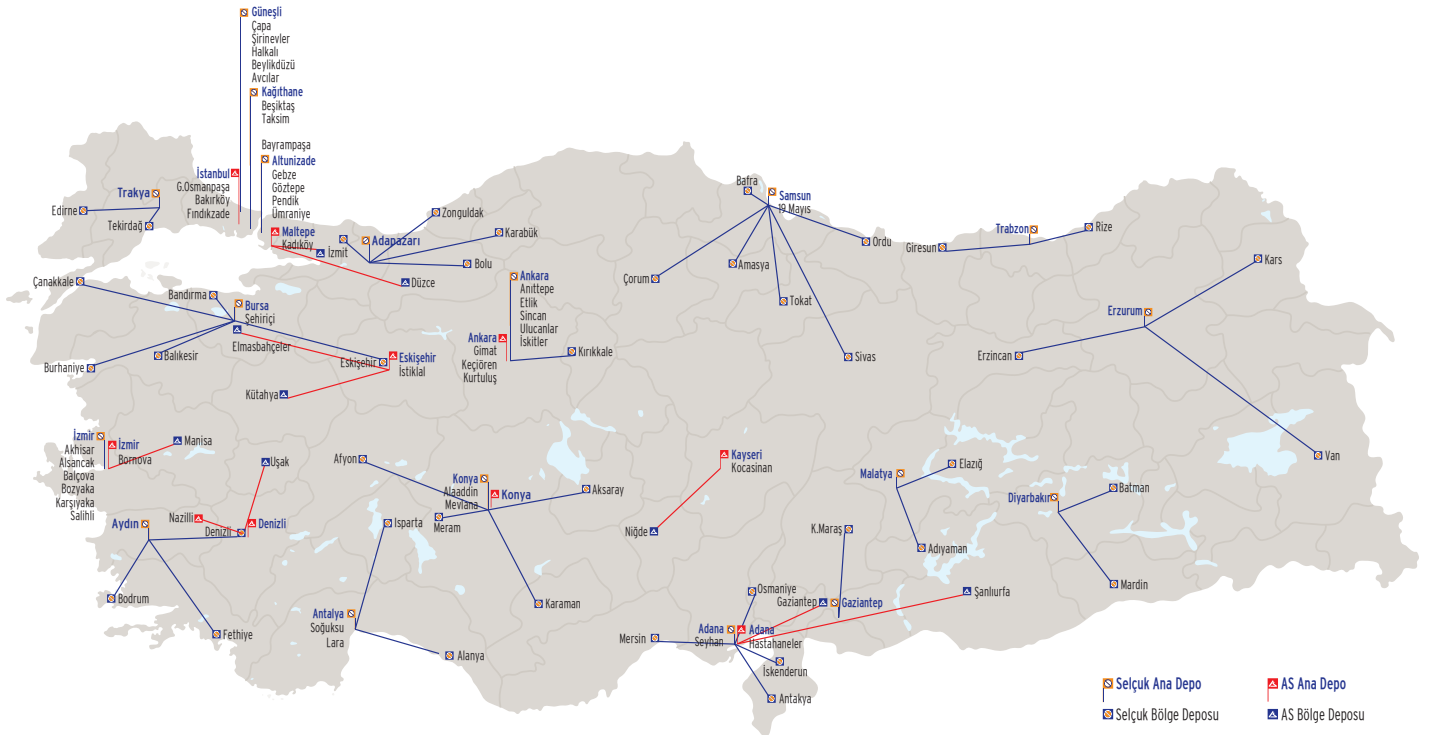 Güneşli
Çapa
Şirinevler
Halkalı
Beylikdüzü
Avcılar
Kağıthane
Beşiktaş
Taksim
Bayrampaşa
Altunizade
Gebze
Göztepe
Pendik
Ümraniye
İstanbul
G.Osmanpaşa
Bakırköy
Fındıkzade
Trakya
Edirne
Tekirdağ
Maltepe
Kadıköy
İzmit
Adapazarı
Zonguldak
Karabük
Bolu
Düzce
Bafra
Samsun
19 Mayıs
Ordu
Çorum
Amasya
Tokat
Sivas
Giresun
Trabzon
Rize
Kars
Erzurum
Erzincan
Van
Çanakkale
Bandırma
Bursa
Şehiriçi
Elmasbahçeler
Balıkesir
Burhaniye
Eskişehir
Eskişehir
İstiklal
Kütahya
Ankara
Anıttepe
Etlik
Sincan
Ulucanlar
İskitler
Ankara
Gimat
Keçiören
Kurtuluş
Kırıkkale
İzmir
Akhisar
Alsancak
Balçova
Bozyaka
Karşıyaka
Salihli
İzmir
Bornova
Manisa
Uşak
Aydın
Nazilli
Denizli
Denizli
Bodrum
Fethiye
Afyon
Konya
Alaaddin
Mevlana
Meram
Konya
Aksaray
Isparta
Karaman
Antalya
Soğuksu
Lara
Alanya
Kayseri
Kocasinan
Niğde
Malatya
Elazığ
Adıyaman
Diyarbakır
Batman
Mardin
K.Maraş
Osmaniye
Gaziantep
Gaziantep
Şanlıurfa
Mersin
Adana
Seyhan
Adana
Hastahaneler
İskenderun
Antakya
Selçuk Ana Depo
AS Ana Depo
Selçuk Bölge Deposu
AS Bölge Deposu